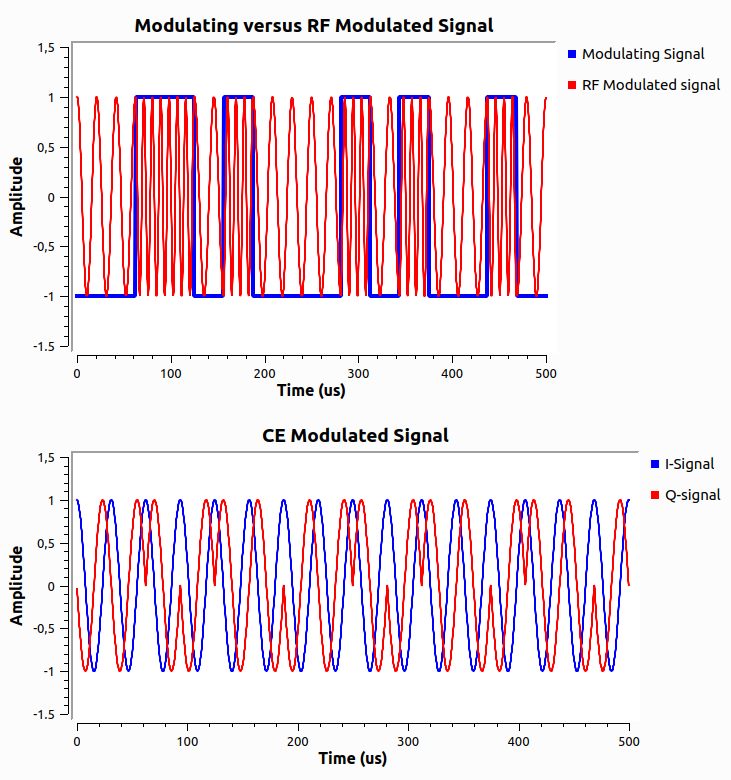 Modulating versus RF Modulated Signal
1,5
1
0,5
0
-0,5
-1
-1.5
Amplitude
0 100 200 300 400 500
Time (us)
Modulating Signal
RF Modulated signal
CE Modulated Signal
1,5
1
0,5
0
-0,5
-1
-1.5
Amplitude
0 100 200 300 400 500
Time (us)
I-Signal
Q-signal